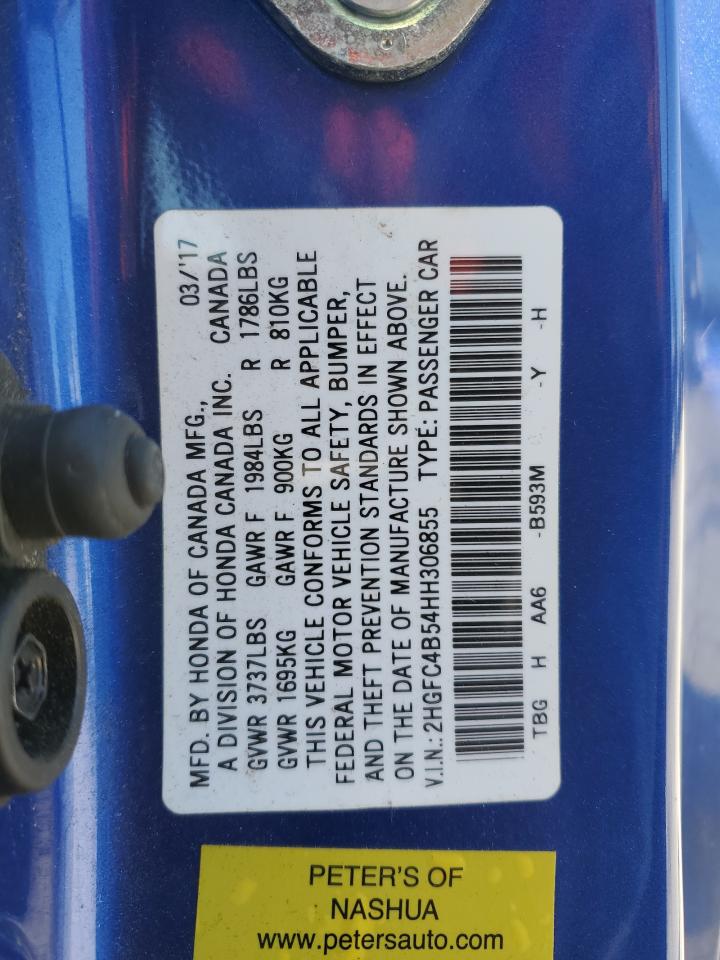 MFD. BY HONDA OF CANADA MFG., 03/'17
A DIVISION OF HONDA CANADA INC. CANADA
GVWR 3737LBS GAWR F 1984LBS R 1786LBS
GVWR 1695KG GAWR F 900KG R 810KG
THIS VEHICLE CONFORMS TO ALL APPLICABLE
FEDERAL MOTOR VEHICLE SAFETY, BUMPER,
AND THEFT PREVENTION STANDARDS IN EFFECT
ON THE DATE OF MANUFACTURE SHOWN ABOVE.
V.I.N.: 2HGFC4B54HH306855 TYPE: PASSENGER CAR
TBG H AA6 -B593M -Y -H
PETER'S OF
NASHUA
www.petersauto.com